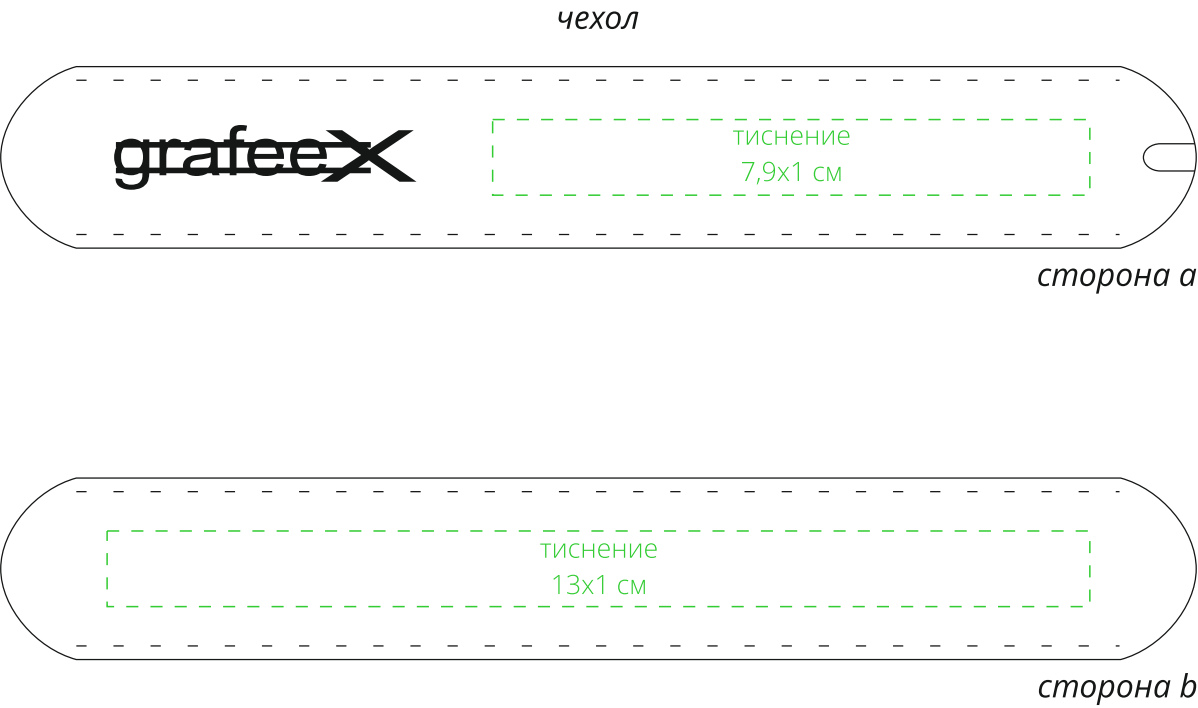 чехол
grafeeX
тиснение
7,9x1 см
сторона a
тиснение
13x1 см
сторона b